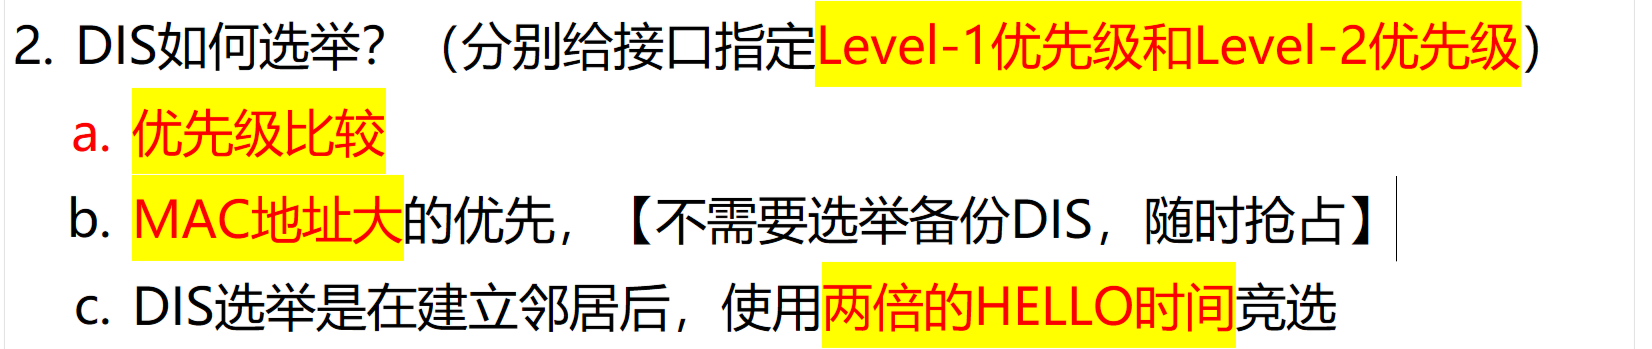 2. DIS如何选举？（分别给接口指定Level-1优先级和Level-2优先级）
a. 优先级比较
b. MAC地址大的优先，【不需要选举备份DIS，随时抢占】
c. DIS选举是在建立邻居后，使用两倍的HELLO时间竞选